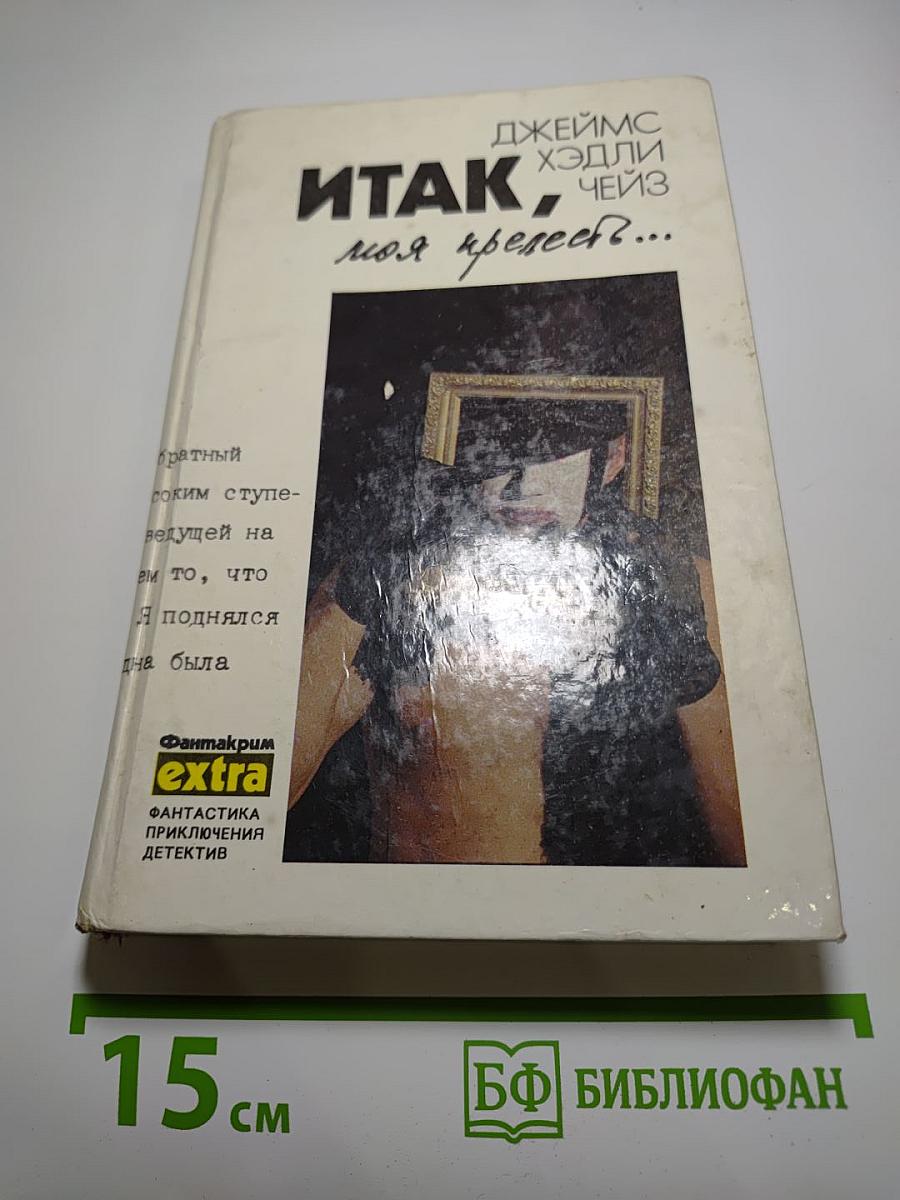 ДЖЕЙМС
ХЭДЛИ
ЧЕЙЗ
ИТАК,
моя прелесть...
братный
соким ступе-
ведущей на
ем то, что
Я поднялся
дна была
Фантакрим
extra
ФАНТАСТИКА
ПРИКЛЮЧЕНИЯ
ДЕТЕКТИВ
15 см
БФ БИБЛИОФАН